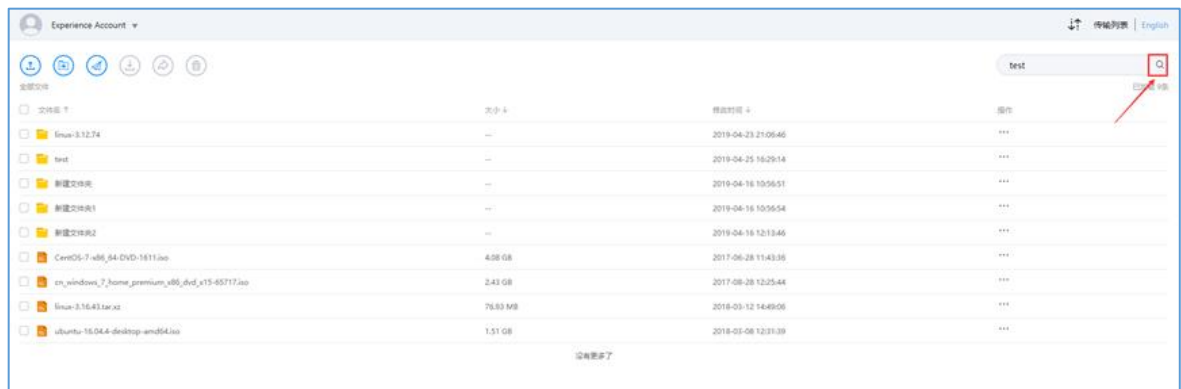 Experience Account 传输列表 English
test
全部文件
文件名 大小 修改时间 操作
linux-3.12.74 -- 2019-04-23 21:06:46 ...
test -- 2019-04-25 16:29:14 ...
新建文件夹 -- 2019-04-16 10:56:51 ...
新建文件夹1 -- 2019-04-16 10:56:54 ...
新建文件夹2 -- 2019-04-16 12:13:46 ...
CentOS-7-x86_64-DVD-1611.iso 4.08 GB 2017-06-28 11:43:36 ...
cn_windows_7_home_premium_x86_dvd_x15-65717.iso 2.43 GB 2017-08-28 12:25:44 ...
linux-3.16.43.tar.xz 76.93 MB 2018-03-12 14:49:06 ...
ubuntu-16.04.4-desktop-amd64.iso 1.51 GB 2018-03-08 12:31:39 ...
没有更多了